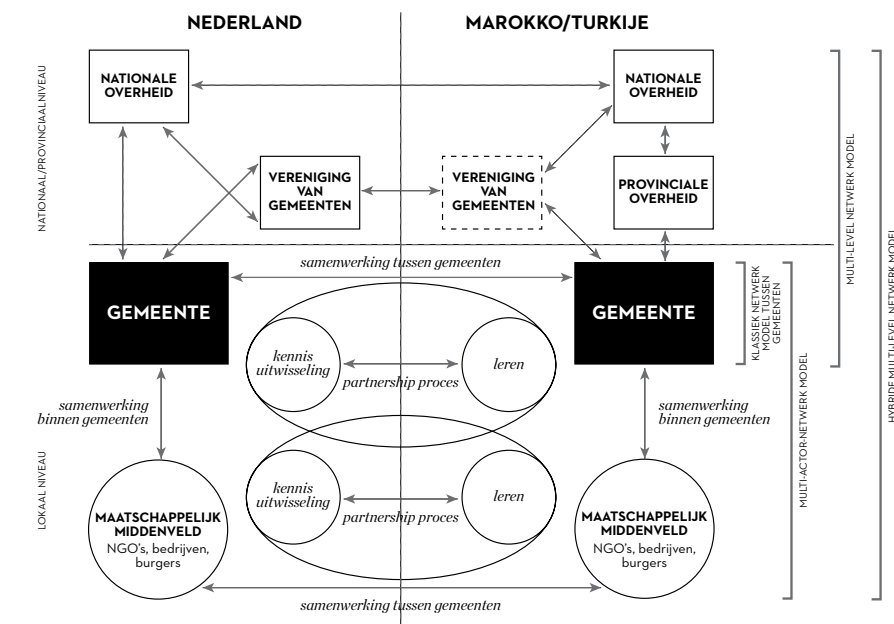 NEDERLAND
MAROKKO/TURKIJE
NATIONAAL/PROVINCIAALNIVEAU
NATIONALE
OVERHEID
NATIONALE
OVERHEID
VERENIGING
VAN
GEMEENTEN
VERENIGING
VAN
GEMEENTEN
PROVINCIALE
OVERHEID
samenwerking tussen gemeenten
GEMEENTE
GEMEENTE
kennis
uitwisseling
partnership proces
leren
samenwerking
binnen gemeenten
samenwerking
binnen gemeenten
LOKAAL NIVEAU
kennis
uitwisseling
partnership proces
leren
MAATSCHAPPELIJK
MIDDENVELD
NGO's, bedrijven,
burgers
MAATSCHAPPELIJK
MIDDENVELD
NGO's, bedrijven,
burgers
samenwerking tussen gemeenten
KLASSIEK NETWERK
MODEL TUSSEN
GEMEENTEN
MULTI-ACTOR-NETWERK MODEL
MULTI-LEVEL NETWERK MODEL
HYBRIDE MULTI-LEVEL NETWERK MODEL